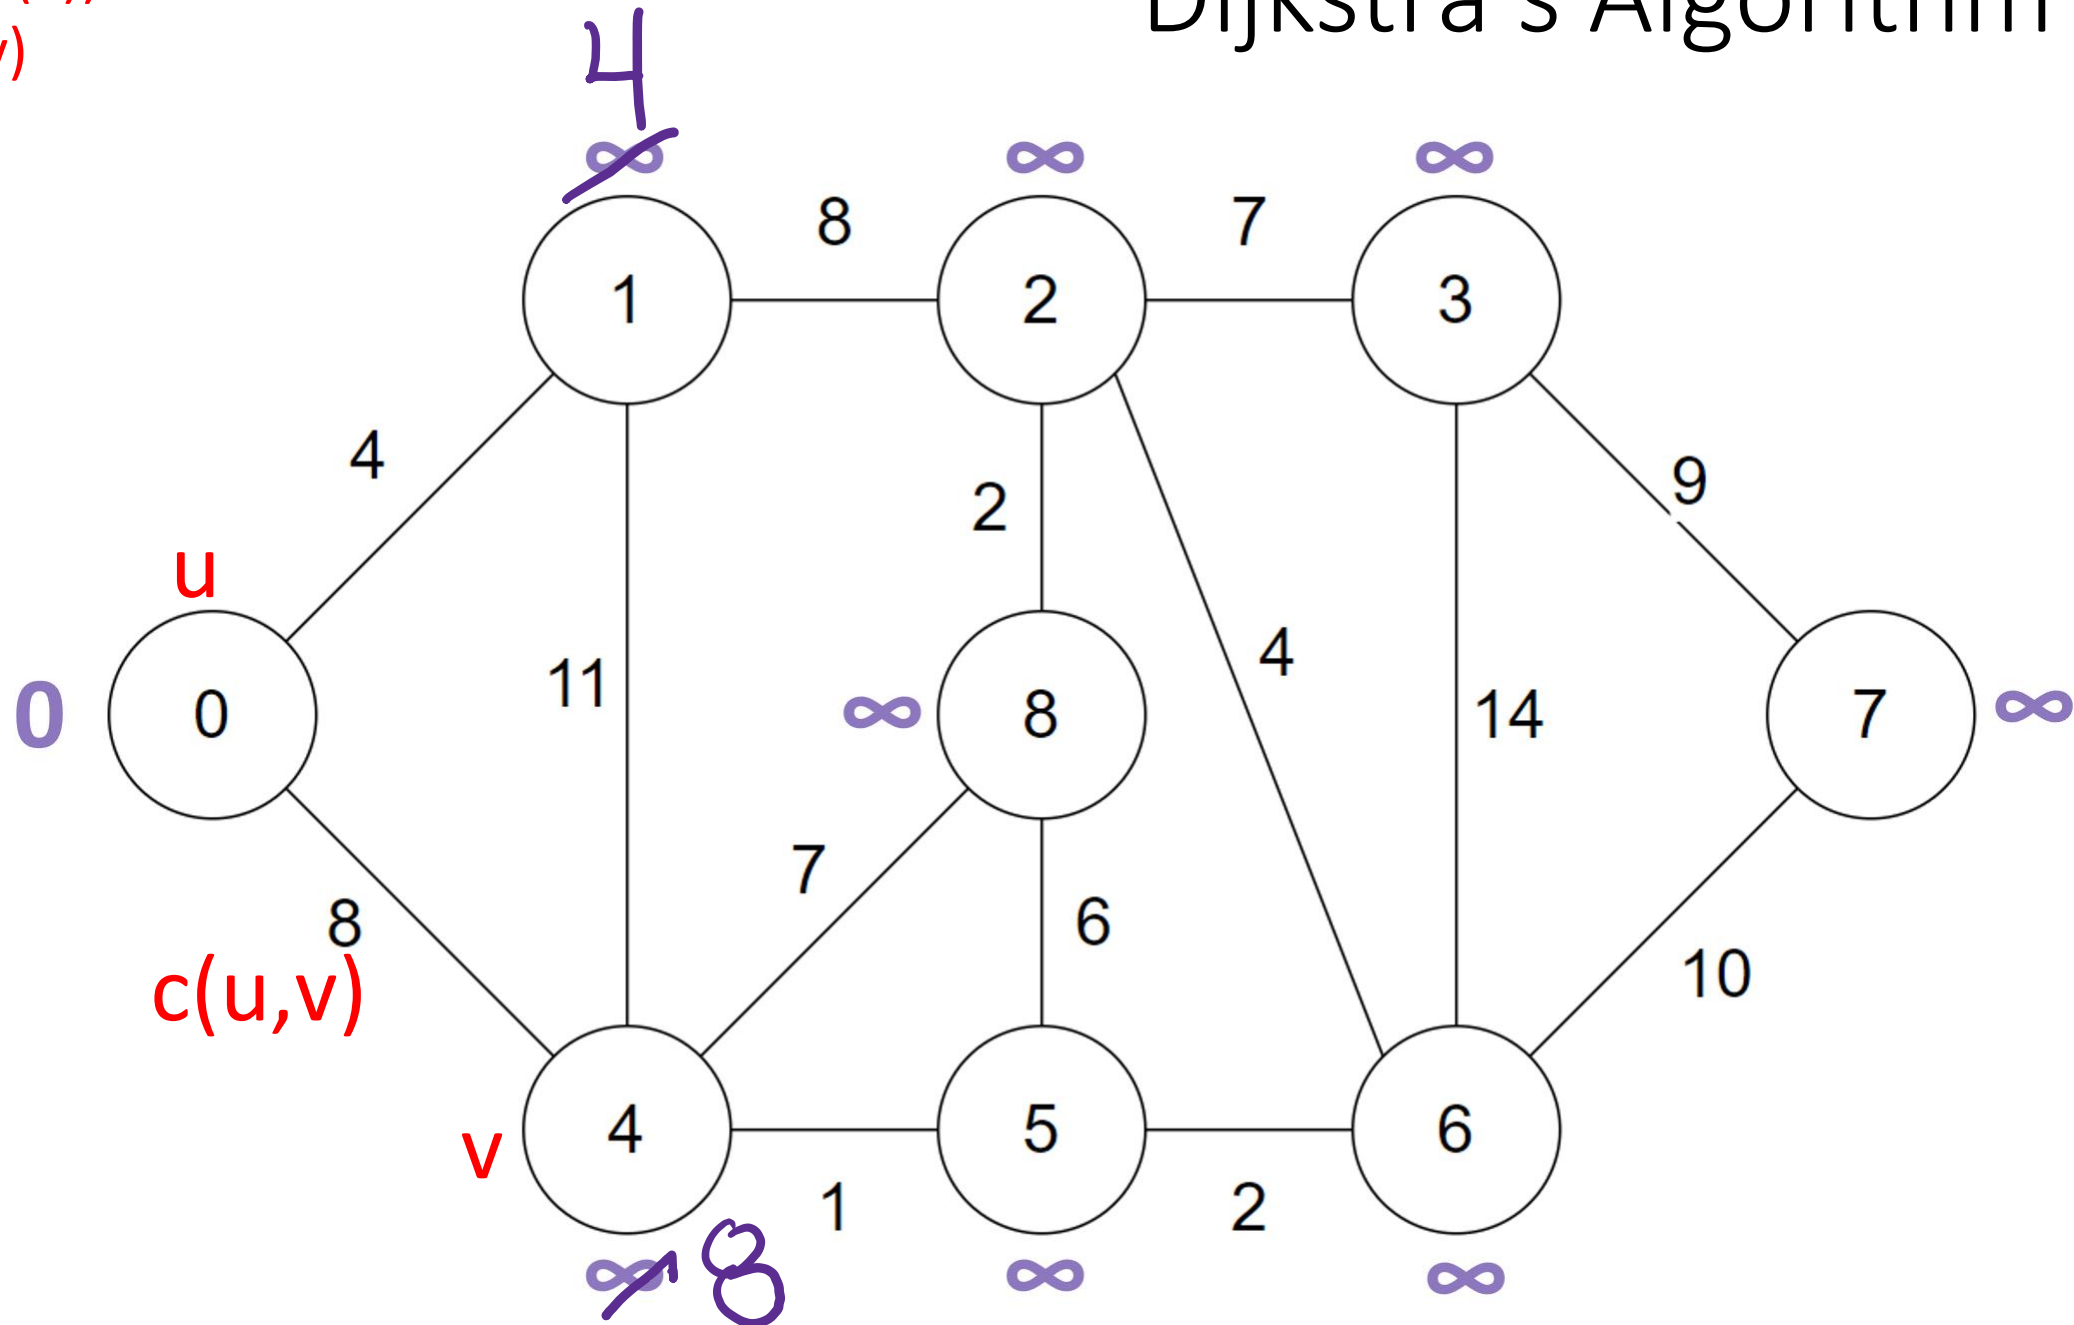 Dijkstra's Algorithm
v)
4
∞ ∞ ∞
8 7
1 2 3
4 2 9
u
11 4
0 0 ∞ 8 14 7 ∞
7 6
8 10
c(u,v)
v 4 5 6
1 2
∞ 8 ∞ ∞